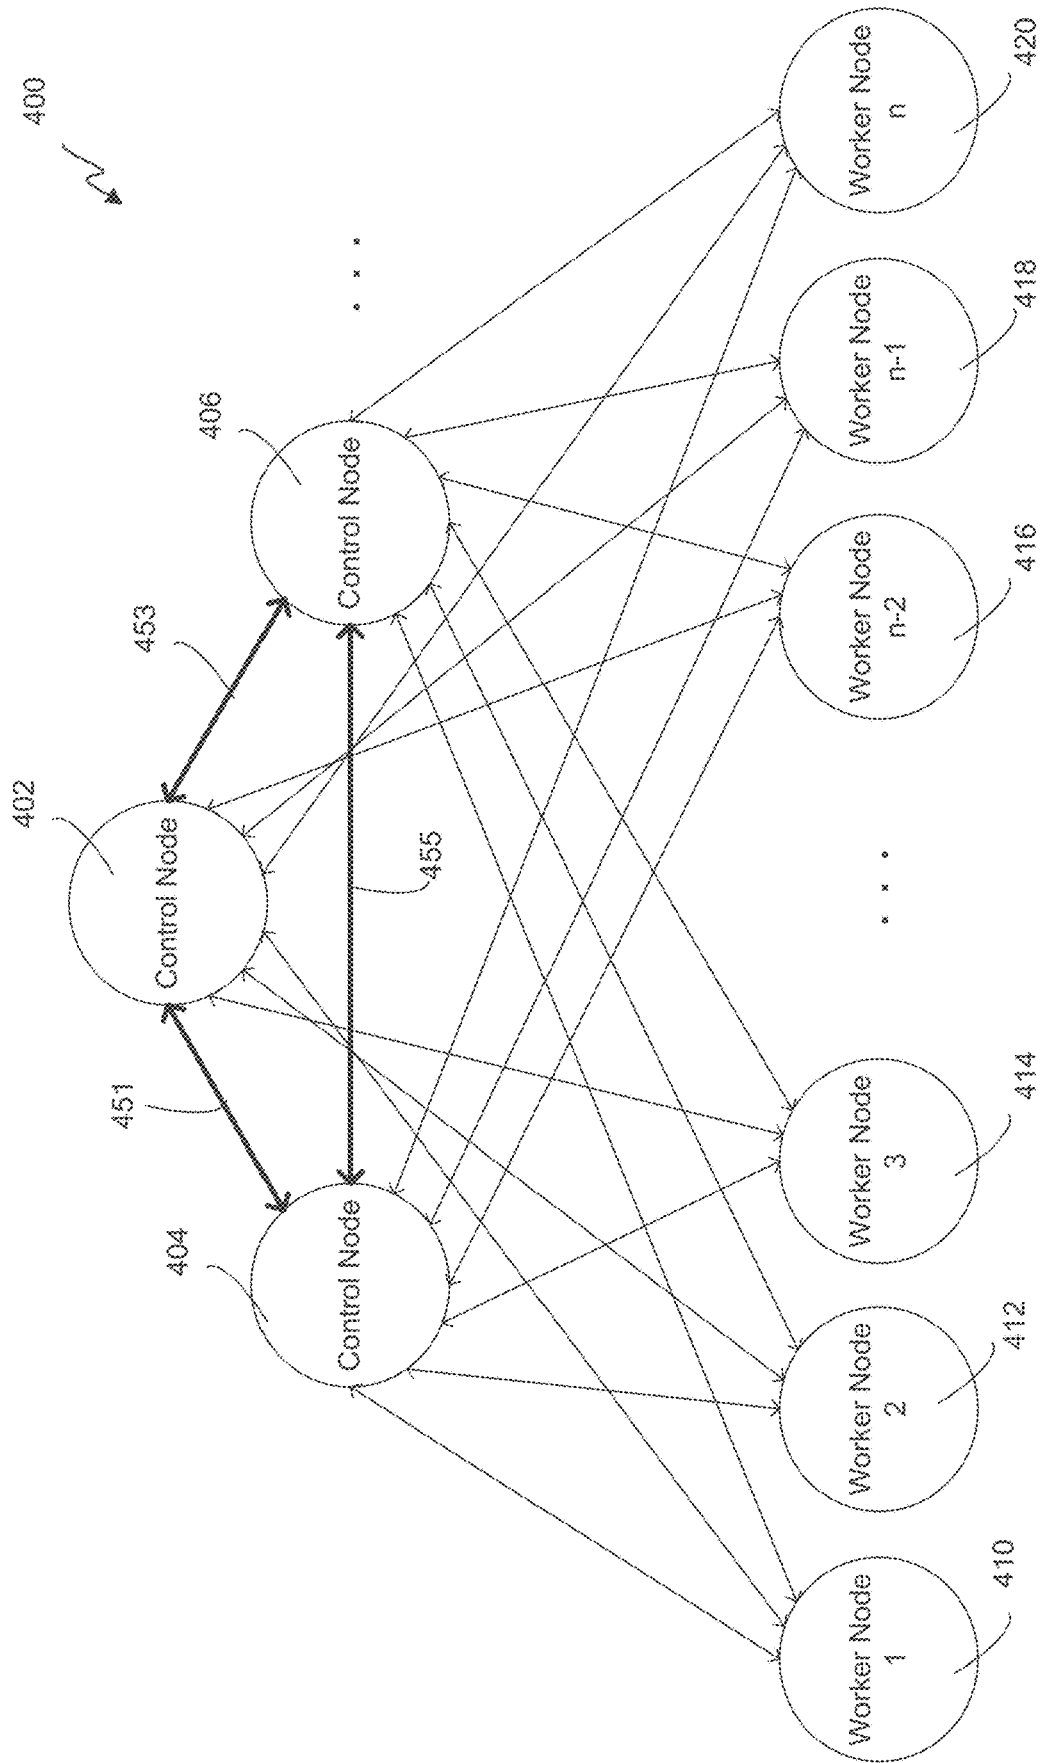 400
402
Control Node
451
453
404
Control Node
455
406
Control Node
. . .
Worker Node
1
410
Worker Node
2
412
Worker Node
3
414
. . .
Worker Node
n-2
416
Worker Node
n-1
418
Worker Node
n
420